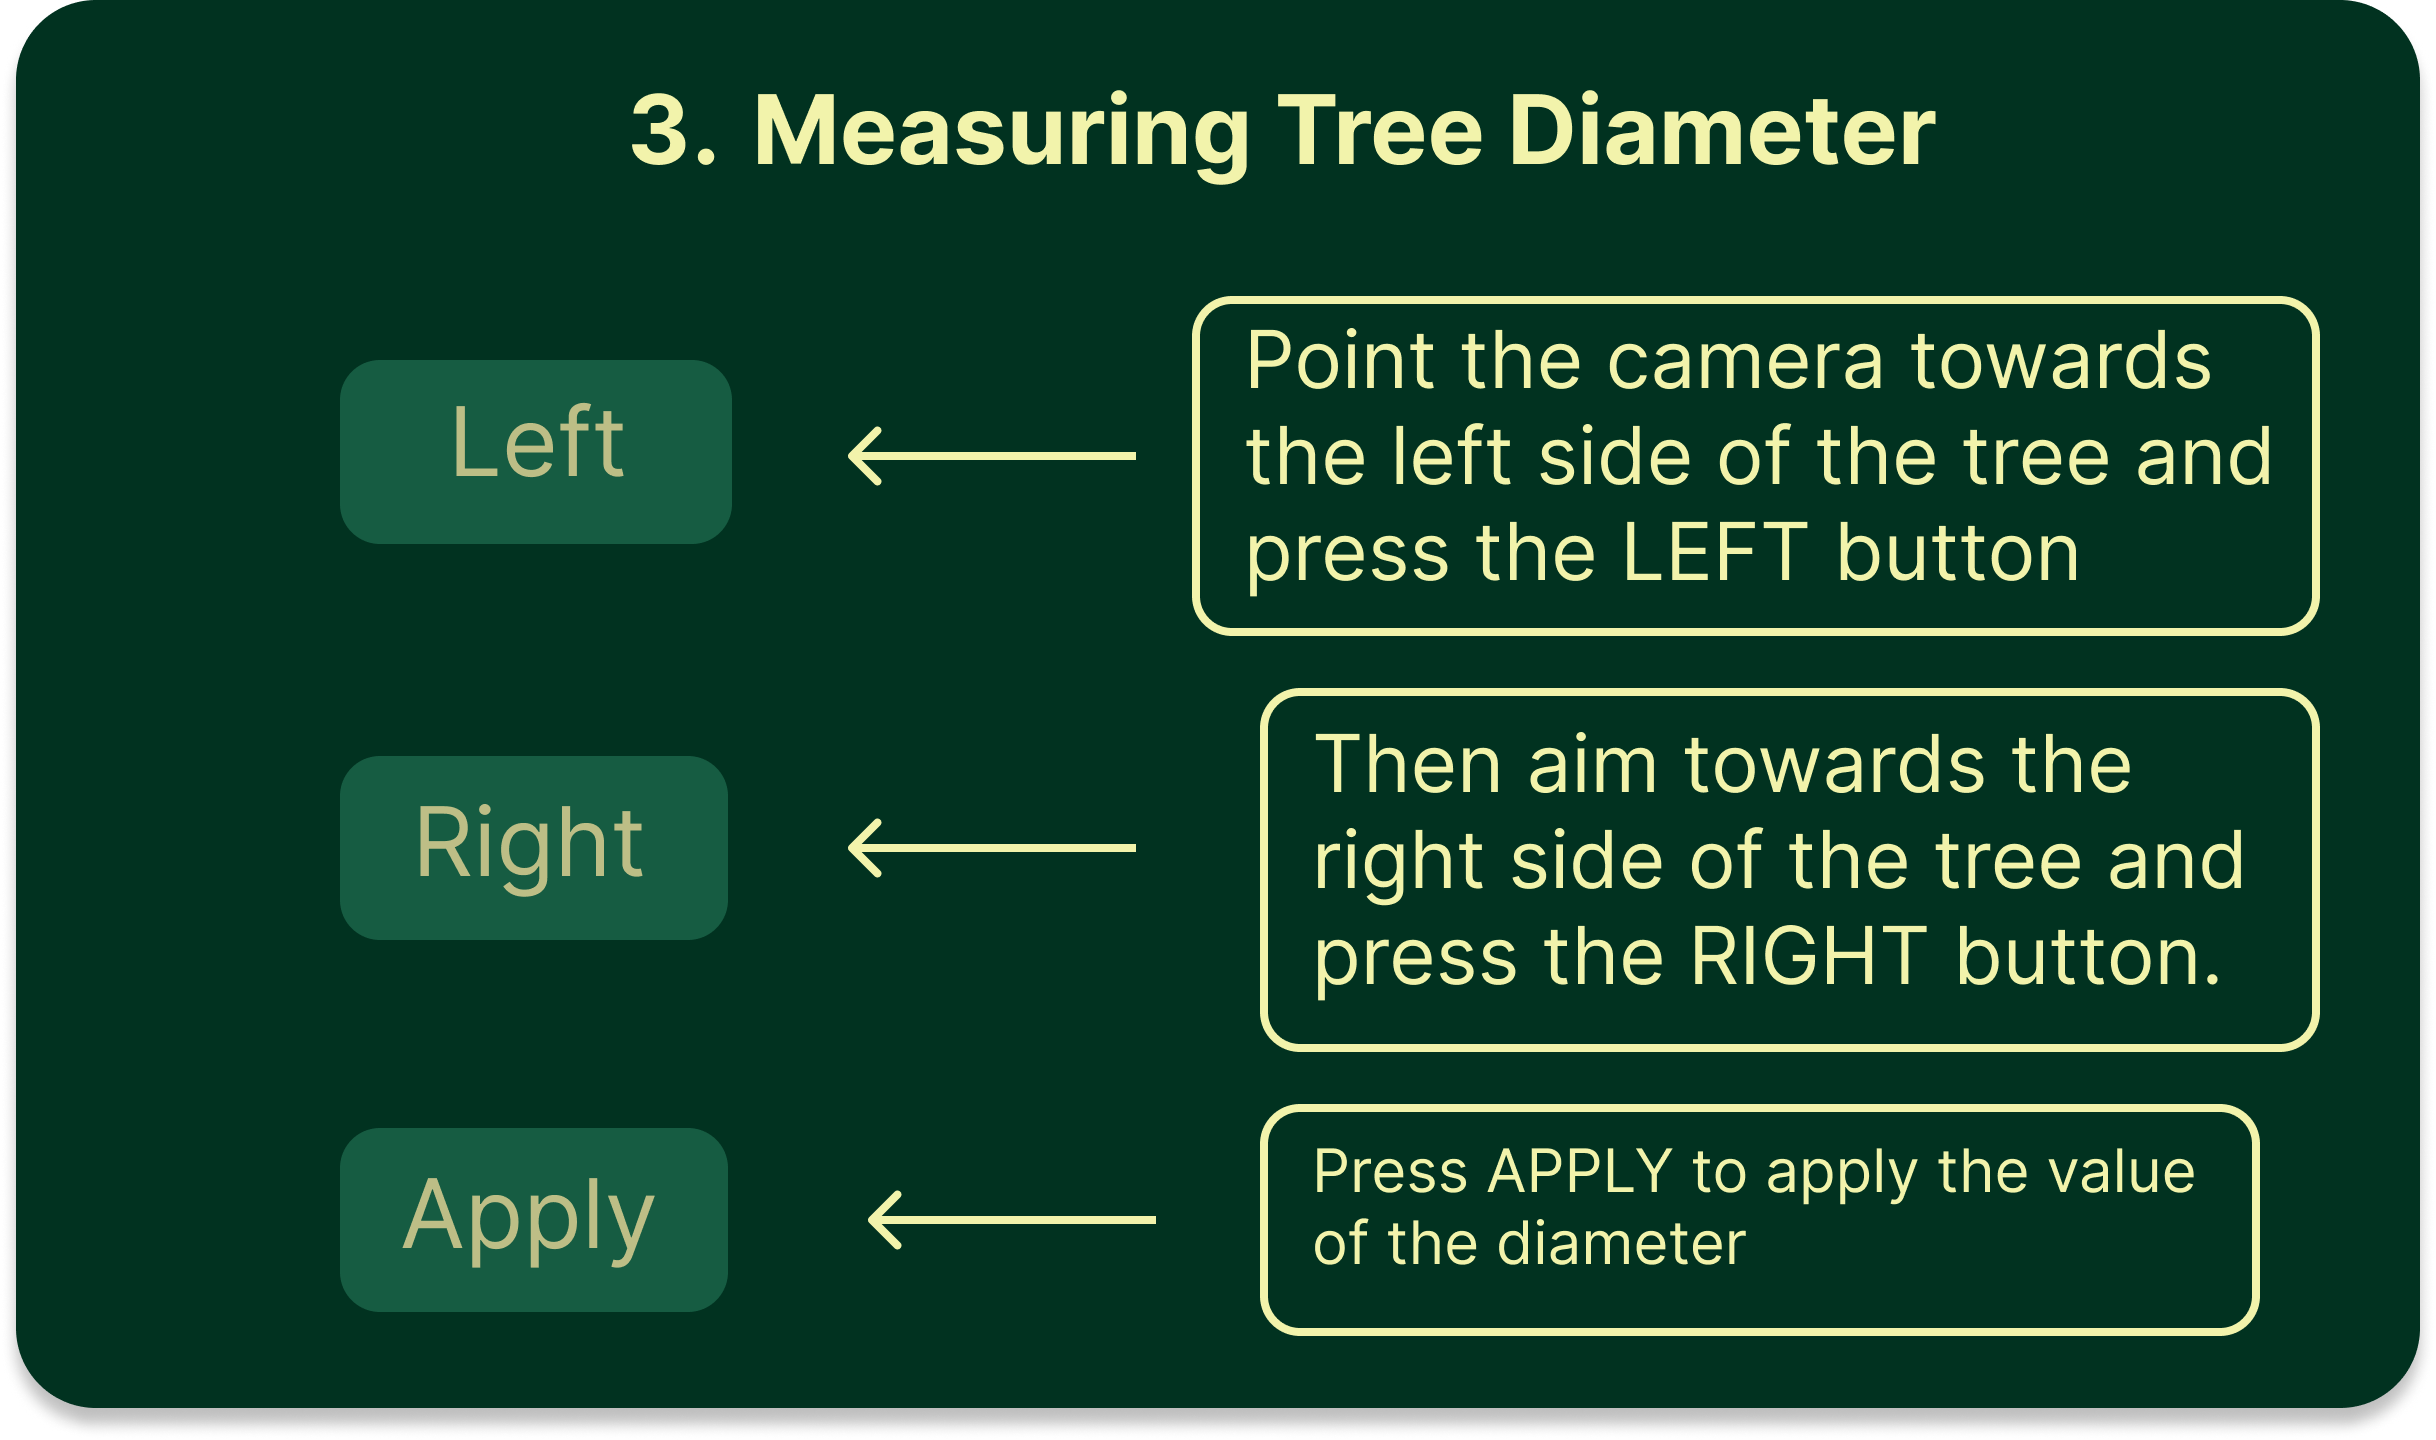 3. Measuring Tree Diameter
Left
Point the camera towards
the left side of the tree and
press the LEFT button
Right
Then aim towards the
right side of the tree and
press the RIGHT button.
Apply
Press APPLY to apply the value
of the diameter